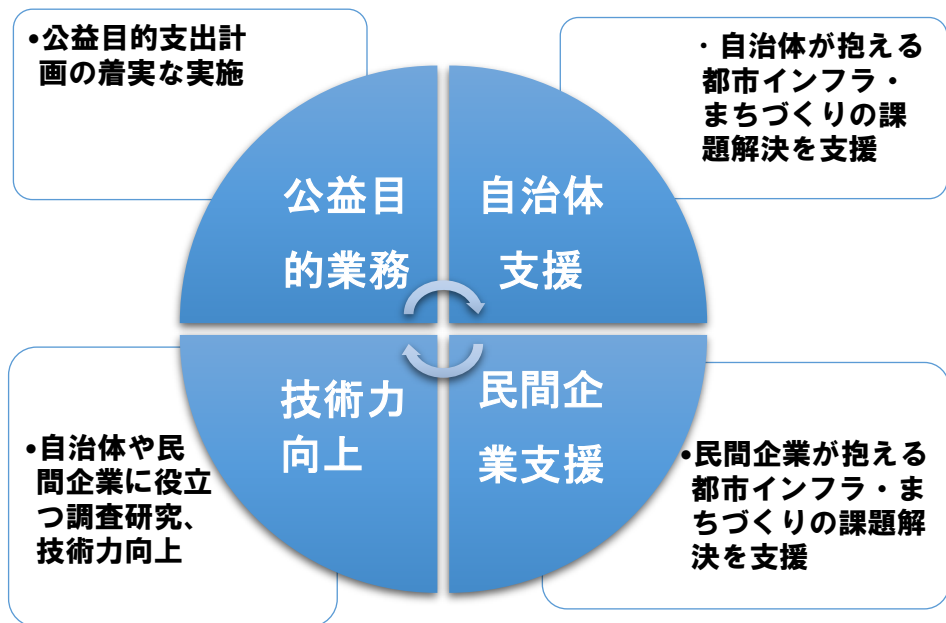 •公益目的支出計
画の着実な実施
・自治体が抱える
都市インフラ・
まちづくりの課
題解決を支援
公益目
的業務
自治体
支援
技術力
向上
民間企
業支援
•自治体や民
間企業に役立
つ調査研究、
技術力向上
•民間企業が抱える
都市インフラ・ま
ちづくりの課題解
決を支援